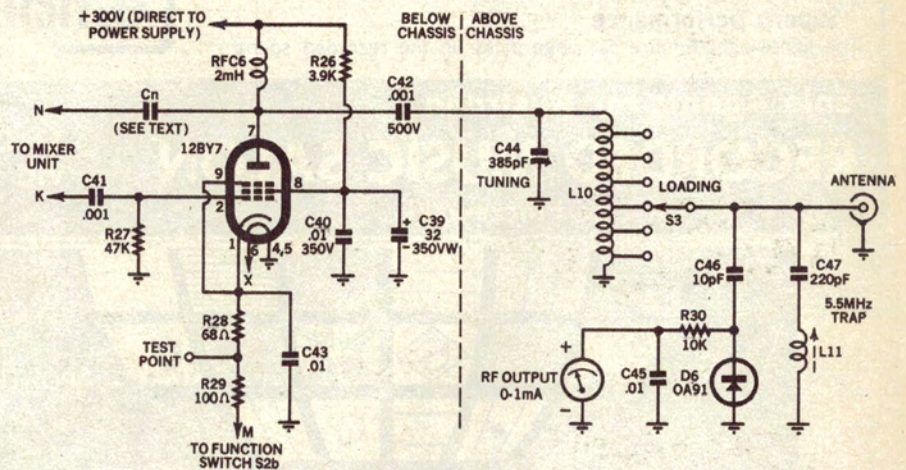 +300V (DIRECT TO
POWER SUPPLY)
BELOW
CHASSIS
ABOVE
CHASSIS
RFC6
2mH
R26
3.9K
C42
.001
500V
N
Cn
(SEE TEXT)
7
12BY7
C44
385pF
TUNING
L10
LOADING
S3
ANTENNA
TO MIXER
UNIT
K
C41
.001
9
2
8
R27
47K
1
6
4,5
X
C40
.01
350V
+
C39
32
-350VW
C46
10pF
C47
220pF
5.5MHz
TRAP
L11
R28
68Ω
C43
.01
TEST
POINT
R29
100Ω
M
TO FUNCTION
SWITCH S2b
+
-
RF OUTPUT
0-1mA
C45
.01
R30
10K
D6
OA91